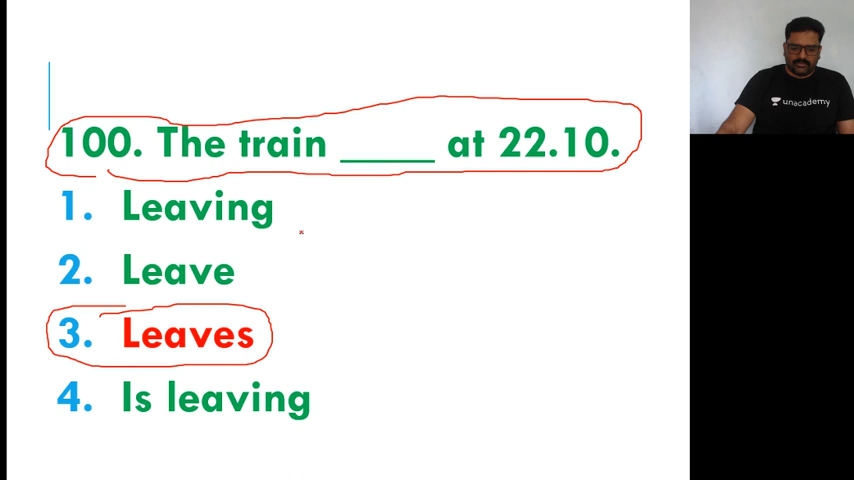 100. The train _____ at 22.10.
1. Leaving
2. Leave
3. Leaves
4. Is leaving
unacademy